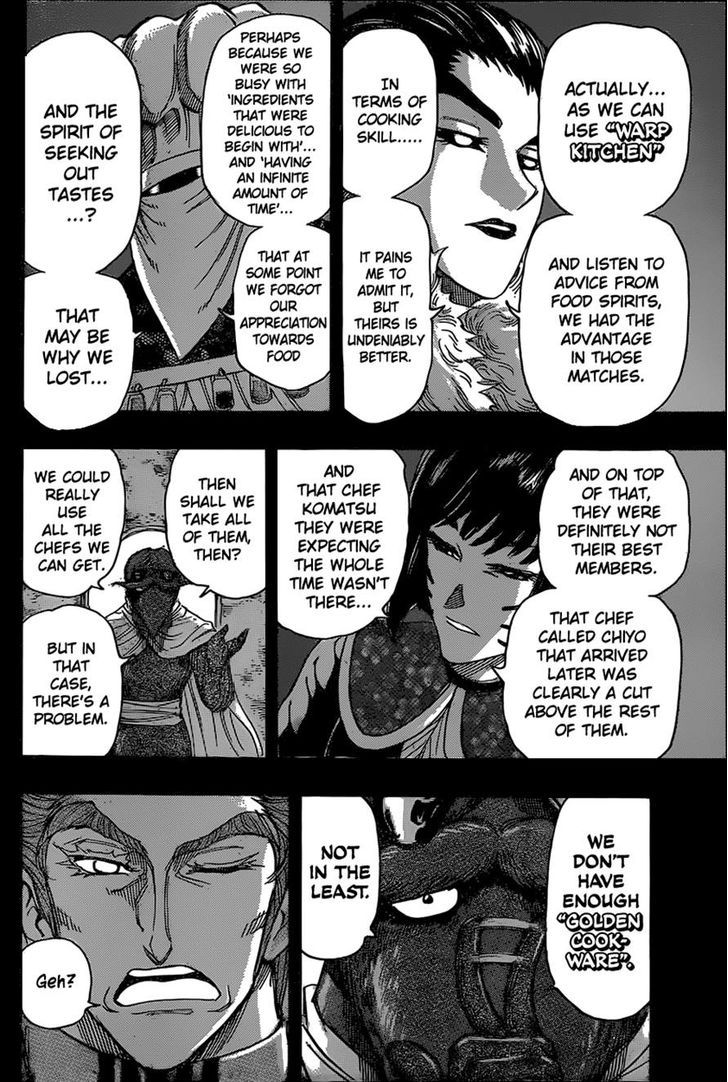 ACTUALLY...
AS WE CAN
USE "WARP
KITCHEN"
AND LISTEN TO
ADVICE FROM
FOOD SPIRITS,
WE HAD THE
ADVANTAGE
IN THOSE
MATCHES.
IN
TERMS OF
COOKING
SKILL.....
IT PAINS
ME TO
ADMIT IT,
BUT
THEIRS IS
UNDENIABLY
BETTER.
PERHAPS
BECAUSE WE
WERE SO
BUSY WITH
'INGREDIENTS
THAT WERE
DELICIOUS TO
BEGIN WITH'...
AND 'HAVING
AN INFINITE
AMOUNT OF
TIME'...
THAT AT
SOME POINT
WE FORGOT
OUR
APPRECIATION
TOWARDS
FOOD
AND THE
SPIRIT OF
SEEKING
OUT
TASTES
...?
THAT
MAY BE
WHY WE
LOST...
AND ON TOP
OF THAT,
THEY WERE
DEFINITELY NOT
THEIR BEST
MEMBERS.
THAT CHEF
CALLED CHIYO
THAT ARRIVED
LATER WAS
CLEARLY A CUT
ABOVE THE REST
OF THEM.
AND
THAT CHEF
KOMATSU
THEY WERE
EXPECTING
THE WHOLE
TIME WASN'T
THERE...
THEN
SHALL WE
TAKE ALL
OF THEM,
THEN?
WE COULD
REALLY
USE
ALL THE
CHEFS WE
CAN GET.
BUT IN
THAT
CASE,
THERE'S A
PROBLEM.
WE
DON'T
HAVE
ENOUGH
"GOLDEN
COOK-
WARE".
NOT
IN THE
LEAST.
Geh?